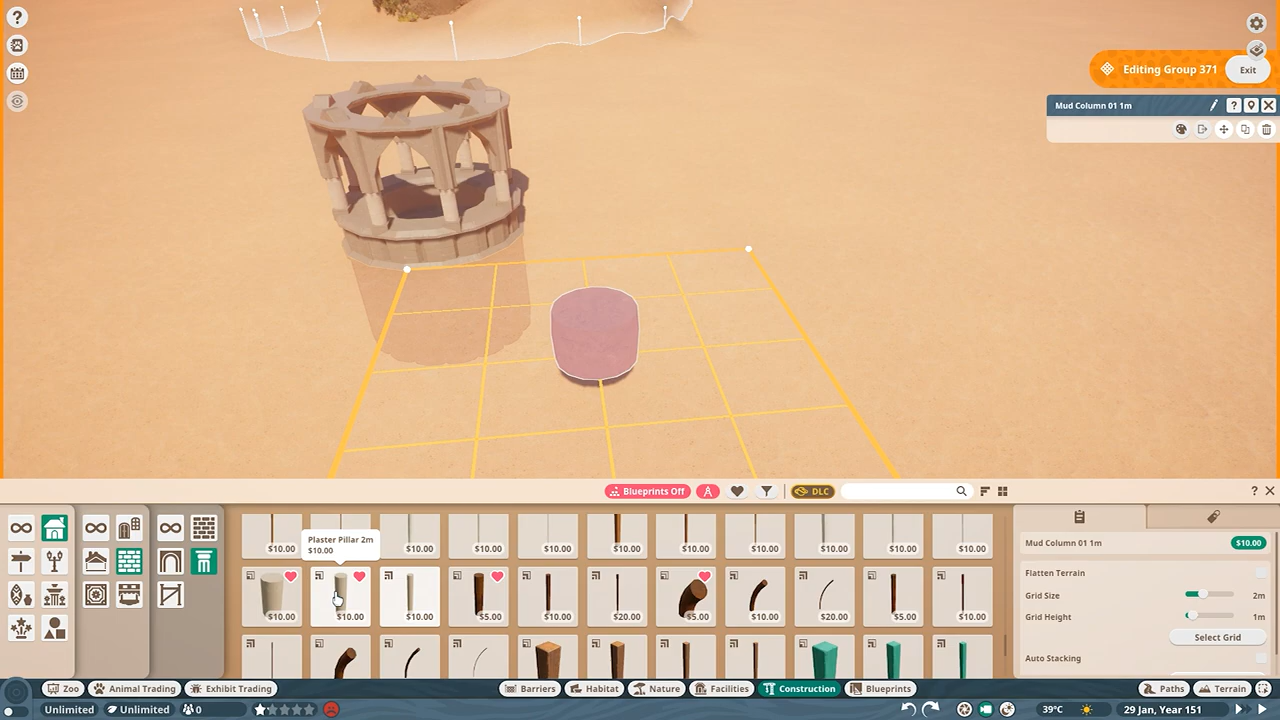 ?
Editing Group 371
Exit
Mud Column 01 1m
?
Blueprints Off
DLC
?
Plaster Pillar 2m
$10.00
$10.00 $10.00 $10.00 $10.00 $10.00 $10.00 $10.00 $10.00 $10.00 $10.00
$10.00 $10.00 $10.00 $5.00 $10.00 $20.00 $5.00 $10.00 $20.00 $5.00 $10.00
Mud Column 01 1m $10.00
Flatten Terrain
Grid Size 2m
Grid Height 1m
Select Grid
Auto Stacking
Zoo Animal Trading Exhibit Trading Barriers Habitat Nature Facilities Construction Blueprints Paths Terrain
Unlimited Unlimited 0 39°C 29 Jan, Year 151